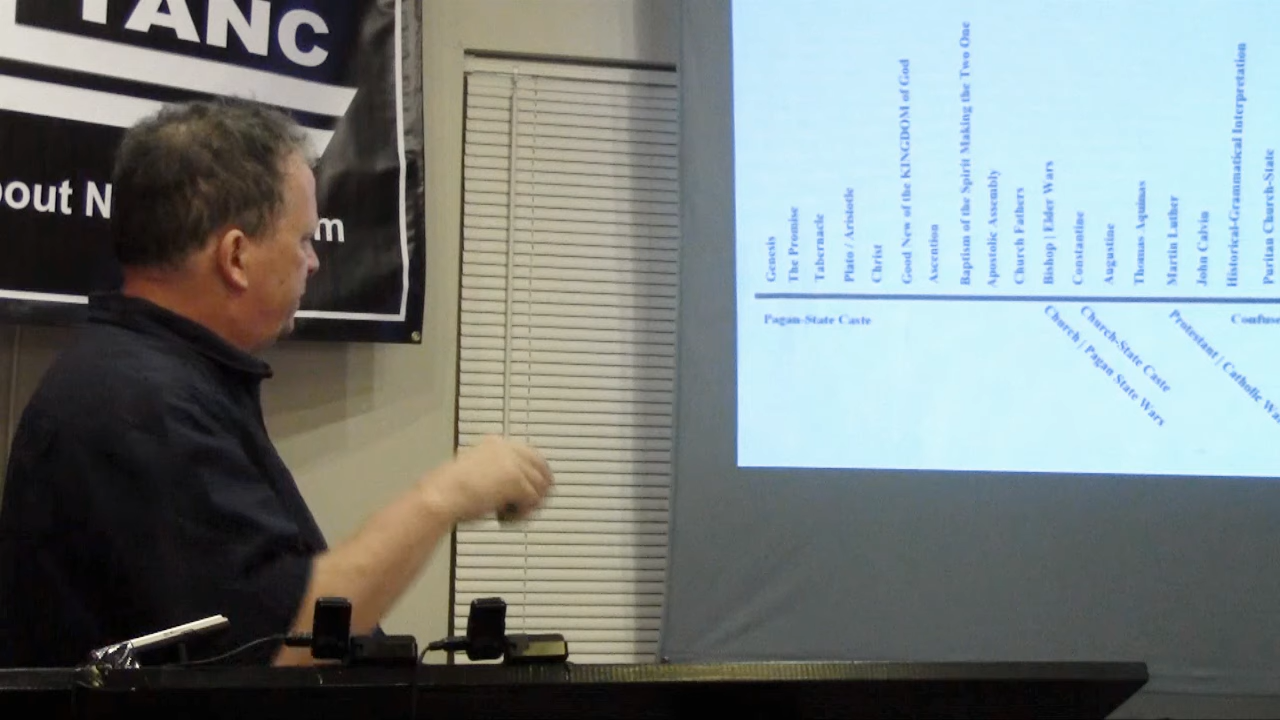 TANC
bout N
m
Genesis
The Promise
Tabernacle
Plato / Aristotle
Christ
Good New of the KINGDOM of God
Ascention
Baptism of the Spirit Making the Two One
Apostolic Assembly
Church Fathers
Bishop | Elder Wars
Constantine
Augustine
Thomas Aquinas
Martin Luther
John Calvin
Historical-Grammatical Interpretation
Puritan Church-State
Pagan-State Caste
Church | Pagan State Wars
Church-State Caste
Protestant | Catholic Wa
Confuse